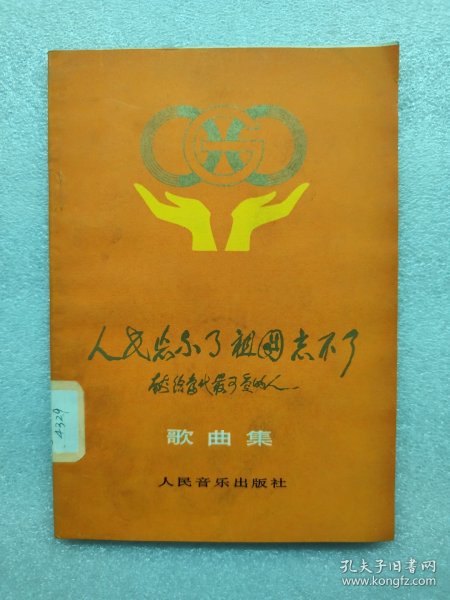 人民忘不了祖国忘不了
献给当代最可爱的人
歌曲集
人民音乐出版社
4329
孔夫子旧书网
www.kongfz.com